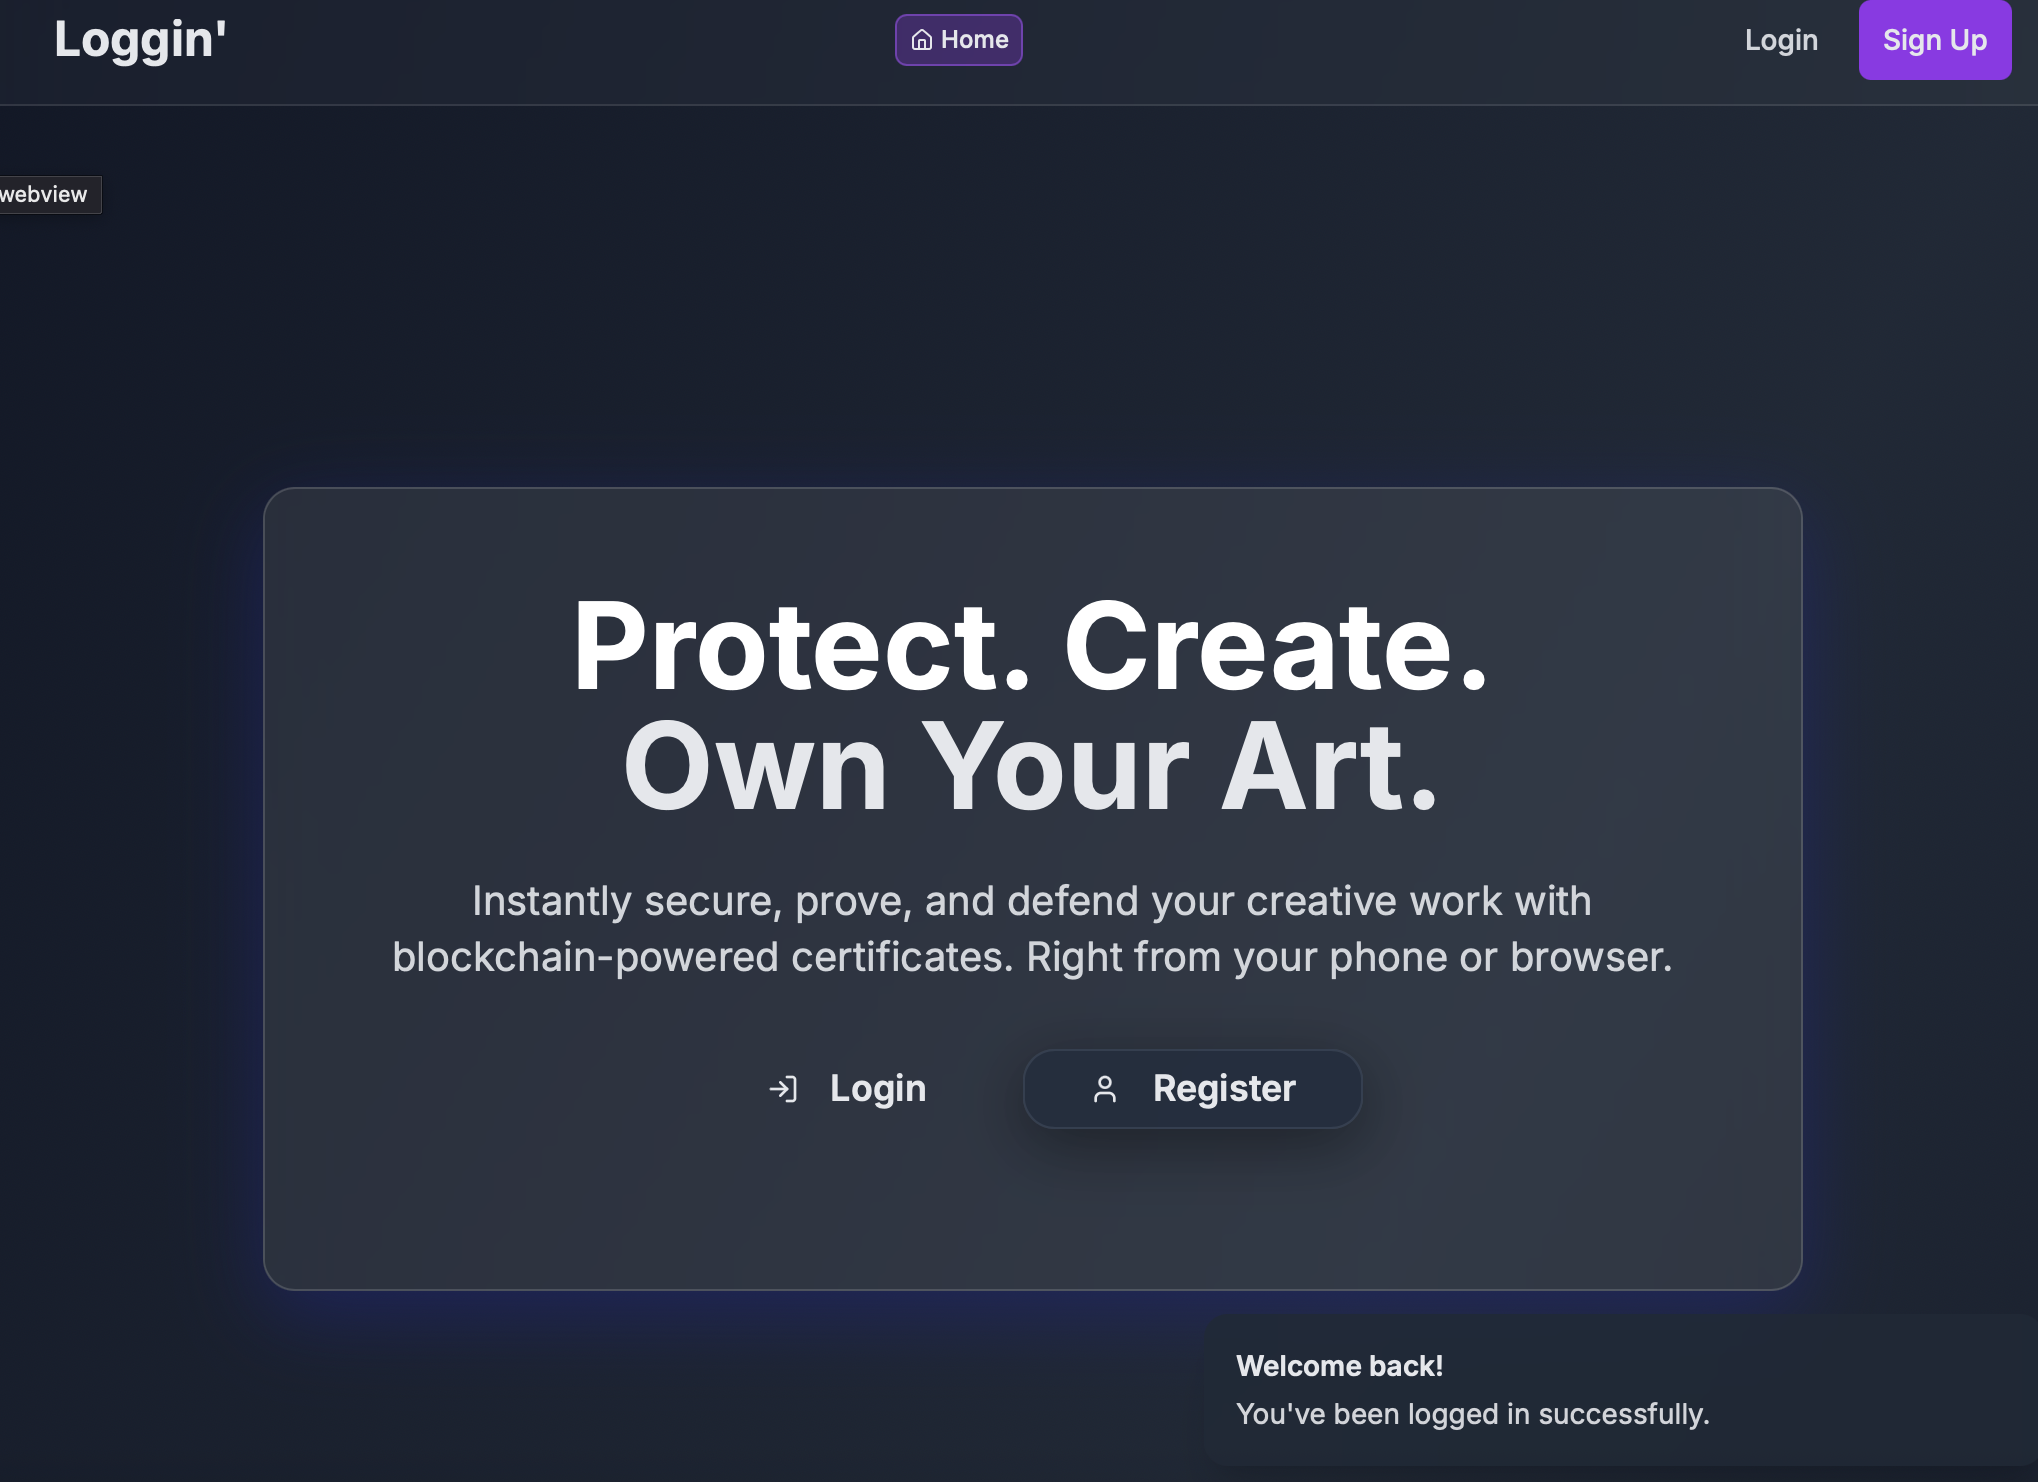 Loggin'
Home
Login
Sign Up
webview
Protect. Create.
Own Your Art.
Instantly secure, prove, and defend your creative work with
blockchain-powered certificates. Right from your phone or browser.
Login
Register
Welcome back!
You've been logged in successfully.